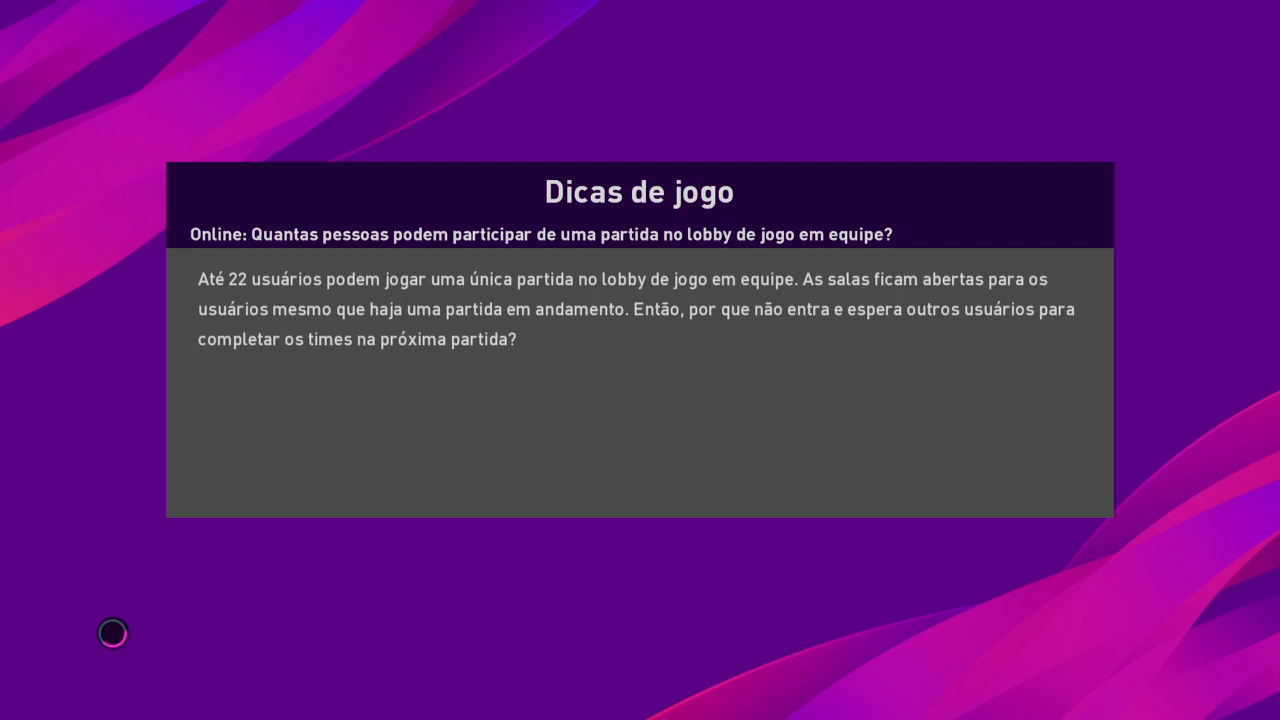 Dicas de jogo
Online: Quantas pessoas podem participar de uma partida no lobby de jogo em equipe?
Até 22 usuários podem jogar uma única partida no lobby de jogo em equipe. As salas ficam abertas para os
usuários mesmo que haja uma partida em andamento. Então, por que não entra e espera outros usuários para
completar os times na próxima partida?